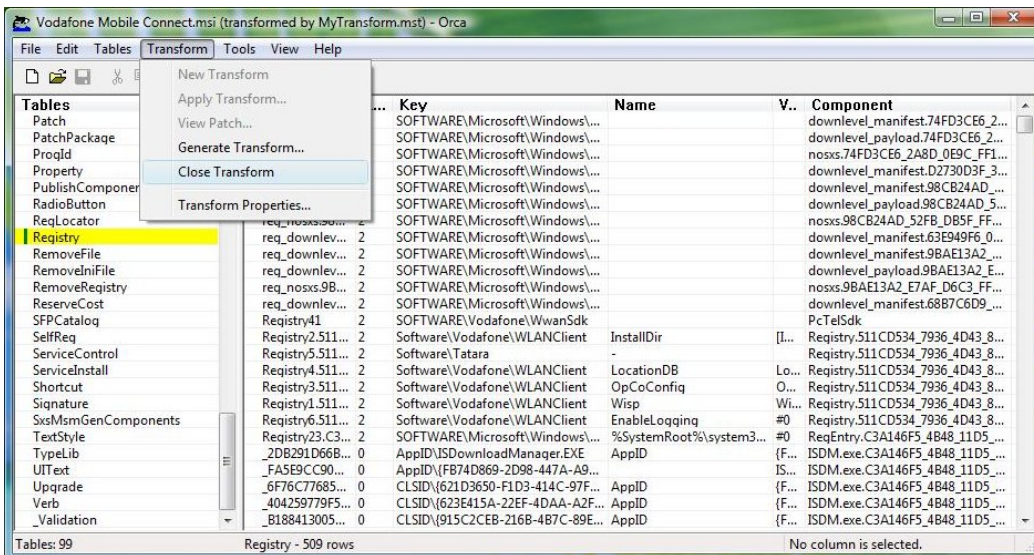 Vodafone Mobile Connect.msi (transformed by MyTransform.mst) - Orca
File Edit Tables Transform Tools View Help
New Transform
Apply Transform...
View Patch...
Generate Transform...
Close Transform
Transform Properties...
Tables ... Key Name V... Component
Patch SOFTWARE\Microsoft\Windows\... downlevel_manifest.74FD3CE6_2...
PatchPackage SOFTWARE\Microsoft\Windows\... downlevel_payload.74FD3CE6_2...
ProgId SOFTWARE\Microsoft\Windows\... nosxs.74FD3CE6_2A8D_0E9C_FF1...
Property SOFTWARE\Microsoft\Windows\... downlevel_manifest.D2730D3F_3...
PublishComponen SOFTWARE\Microsoft\Windows\... downlevel_manifest.98CB24AD_...
RadioButton SOFTWARE\Microsoft\Windows\... downlevel_payload.98CB24AD_5...
RegLocator reg_nosxs.98... 2 SOFTWARE\Microsoft\Windows\... nosxs.98CB24AD_52FB_DB5F_FF...
Registry reg_downlev... 2 SOFTWARE\Microsoft\Windows\... downlevel_manifest.63E949F6_0...
RemoveFile reg_downlev... 2 SOFTWARE\Microsoft\Windows\... downlevel_manifest.9BAE13A2_...
RemoveIniFile reg_downlev... 2 SOFTWARE\Microsoft\Windows\... downlevel_payload.9BAE13A2_E...
RemoveRegistry reg_nosxs.9B... 2 SOFTWARE\Microsoft\Windows\... nosxs.9BAE13A2_E7AF_D6C3_FF...
ReserveCost reg_downlev... 2 SOFTWARE\Microsoft\Windows\... downlevel_manifest.68B7C6D9_...
SFPCatalog Registry41 2 SOFTWARE\Vodafone\WwanSdk PcTelSdk
SelfReg Registry2.511... 2 Software\Vodafone\WLANClient InstallDir [I... Registry.511CD534_7936_4D43_8...
ServiceControl Registry5.511... 2 Software\Tatara - Registry.511CD534_7936_4D43_8...
ServiceInstall Registry4.511... 2 Software\Vodafone\WLANClient LocationDB Lo... Registry.511CD534_7936_4D43_8...
Shortcut Registry3.511... 2 Software\Vodafone\WLANClient OpCoConfig O... Registry.511CD534_7936_4D43_8...
Signature Registry1.511... 2 Software\Vodafone\WLANClient Wisp Wi... Registry.511CD534_7936_4D43_8...
SxsMsmGenComponents Registry6.511... 2 Software\Vodafone\WLANClient EnableLogging #0 Registry.511CD534_7936_4D43_8...
TextStyle Registry23.C3... 2 SOFTWARE\Microsoft\Windows\... %SystemRoot%\system3... #0 RegEntry.C3A146F5_4B48_11D5_...
TypeLib _2DB291D66B... 0 AppID\ISDownloadManager.EXE AppID {F... ISDM.exe.C3A146F5_4B48_11D5_...
UIText _FA5E9CC90... 0 AppID\{FB74D869-2D98-447A-A9... IS... ISDM.exe.C3A146F5_4B48_11D5_...
Upgrade _6F76C77685... 0 CLSID\{621D3650-F1D3-414C-97F... AppID {F... ISDM.exe.C3A146F5_4B48_11D5_...
Verb _404259779F5... 0 CLSID\{623E415A-22EF-4DAA-A2F... AppID {F... ISDM.exe.C3A146F5_4B48_11D5_...
_Validation _B188413005... 0 CLSID\{915C2CEB-216B-4B7C-89E... AppID {F... ISDM.exe.C3A146F5_4B48_11D5_...
Tables: 99 Registry - 509 rows No column is selected.